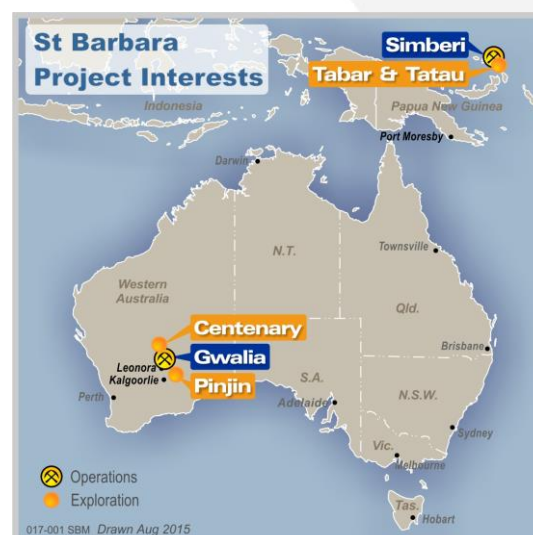 St Barbara
Project Interests
Simberi
Tabar & Tatau
Indonesia
Papua New Guinea
Port Moresby
Darwin
Townsville
N.T.
Western
Australia
Qld.
Centenary
Gwalia
Leonora
Kalgoorlie
Pinjin
Brisbane
S.A.
Perth
Adelaide
N.S.W.
Sydney
Vic.
Melbourne
Operations
Exploration
Tas.
Hobart
017-001 SBM Drawn Aug 2015